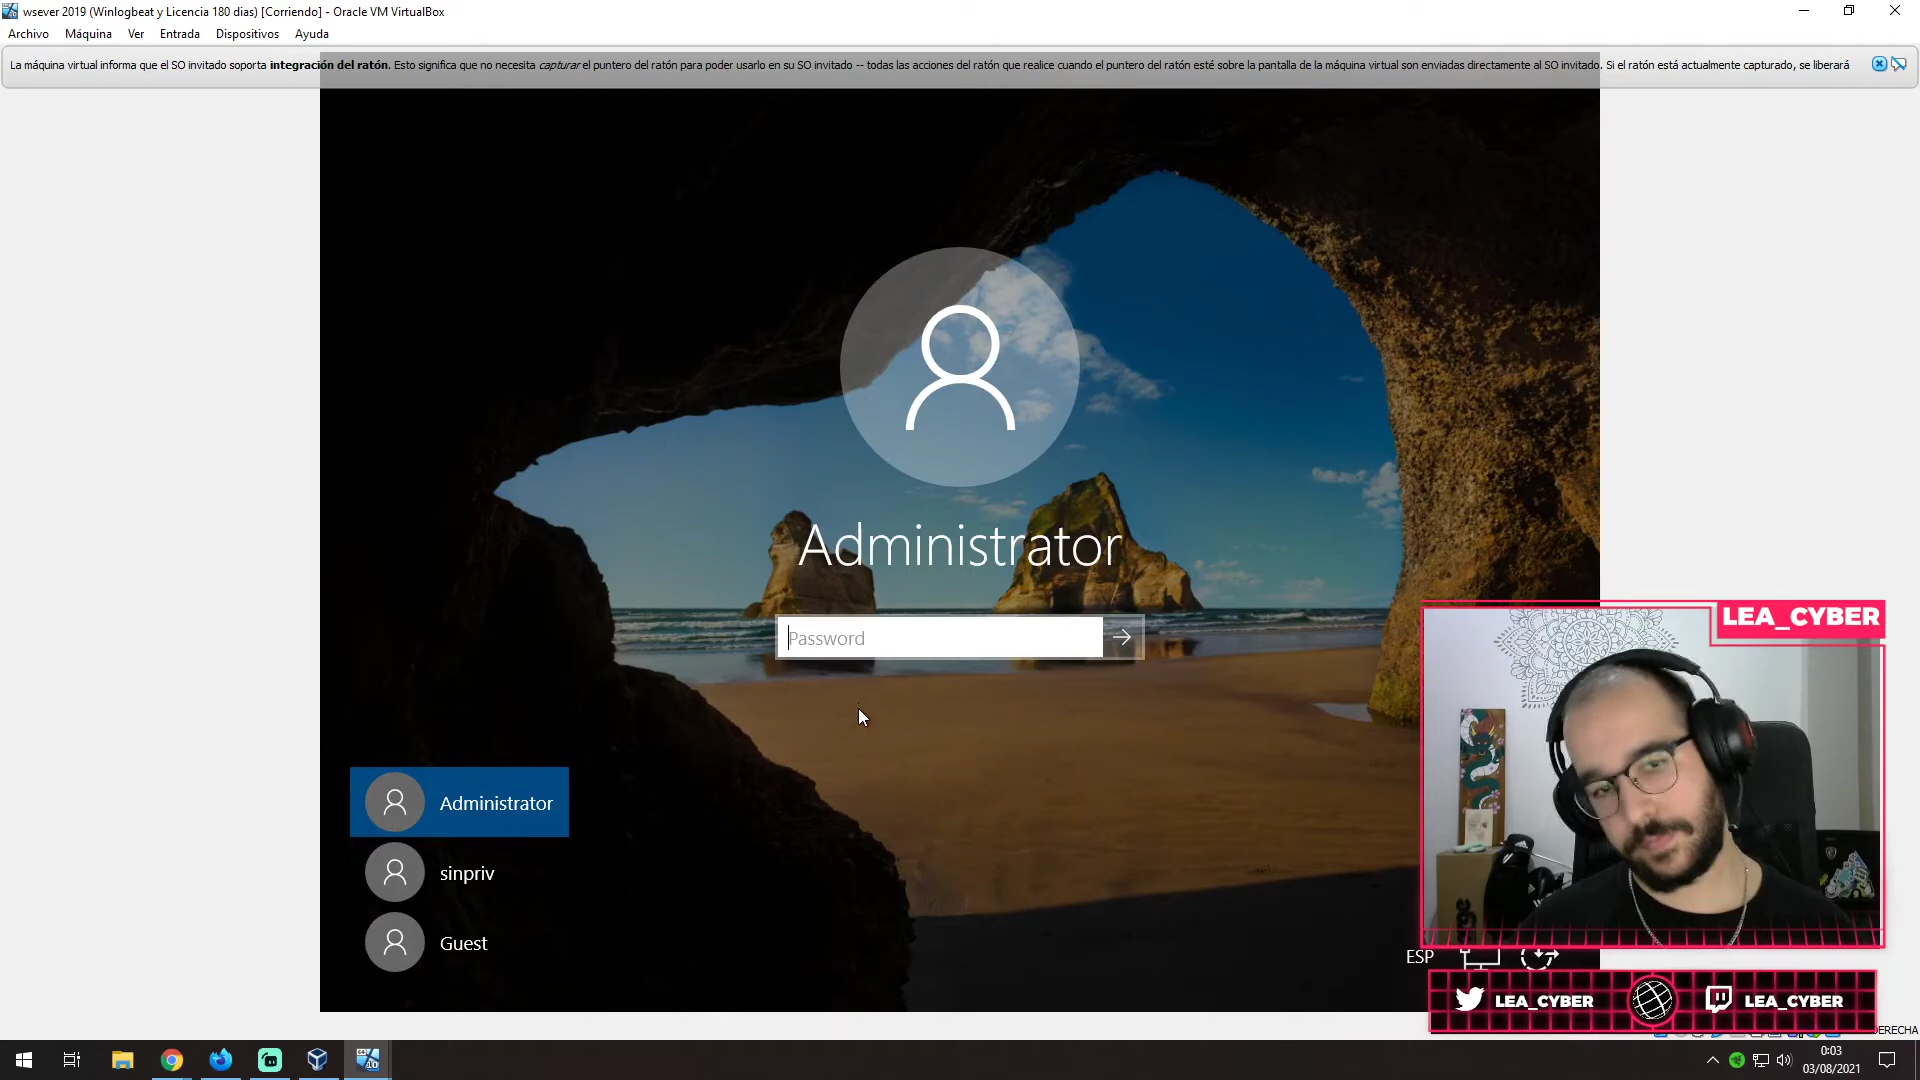 wsever 2019 (Winlogbeat y Licencia 180 dias) [Corriendo] - Oracle VM VirtualBox
Archivo Máquina Ver Entrada Dispositivos Ayuda
La máquina virtual informa que el SO invitado soporta integración del ratón. Esto significa que no necesita capturar el puntero del ratón para poder usarlo en su SO invitado -- todas las acciones del ratón que realice cuando el puntero del ratón esté sobre la pantalla de la máquina virtual son enviadas directamente al SO invitado. Si el ratón está actualmente capturado, se liberará
Administrator
Password
LEA_CYBER
Administrator
sinpriv
Guest
ESP
LEA_CYBER LEA_CYBER
DERECHA
0:03
03/08/2021